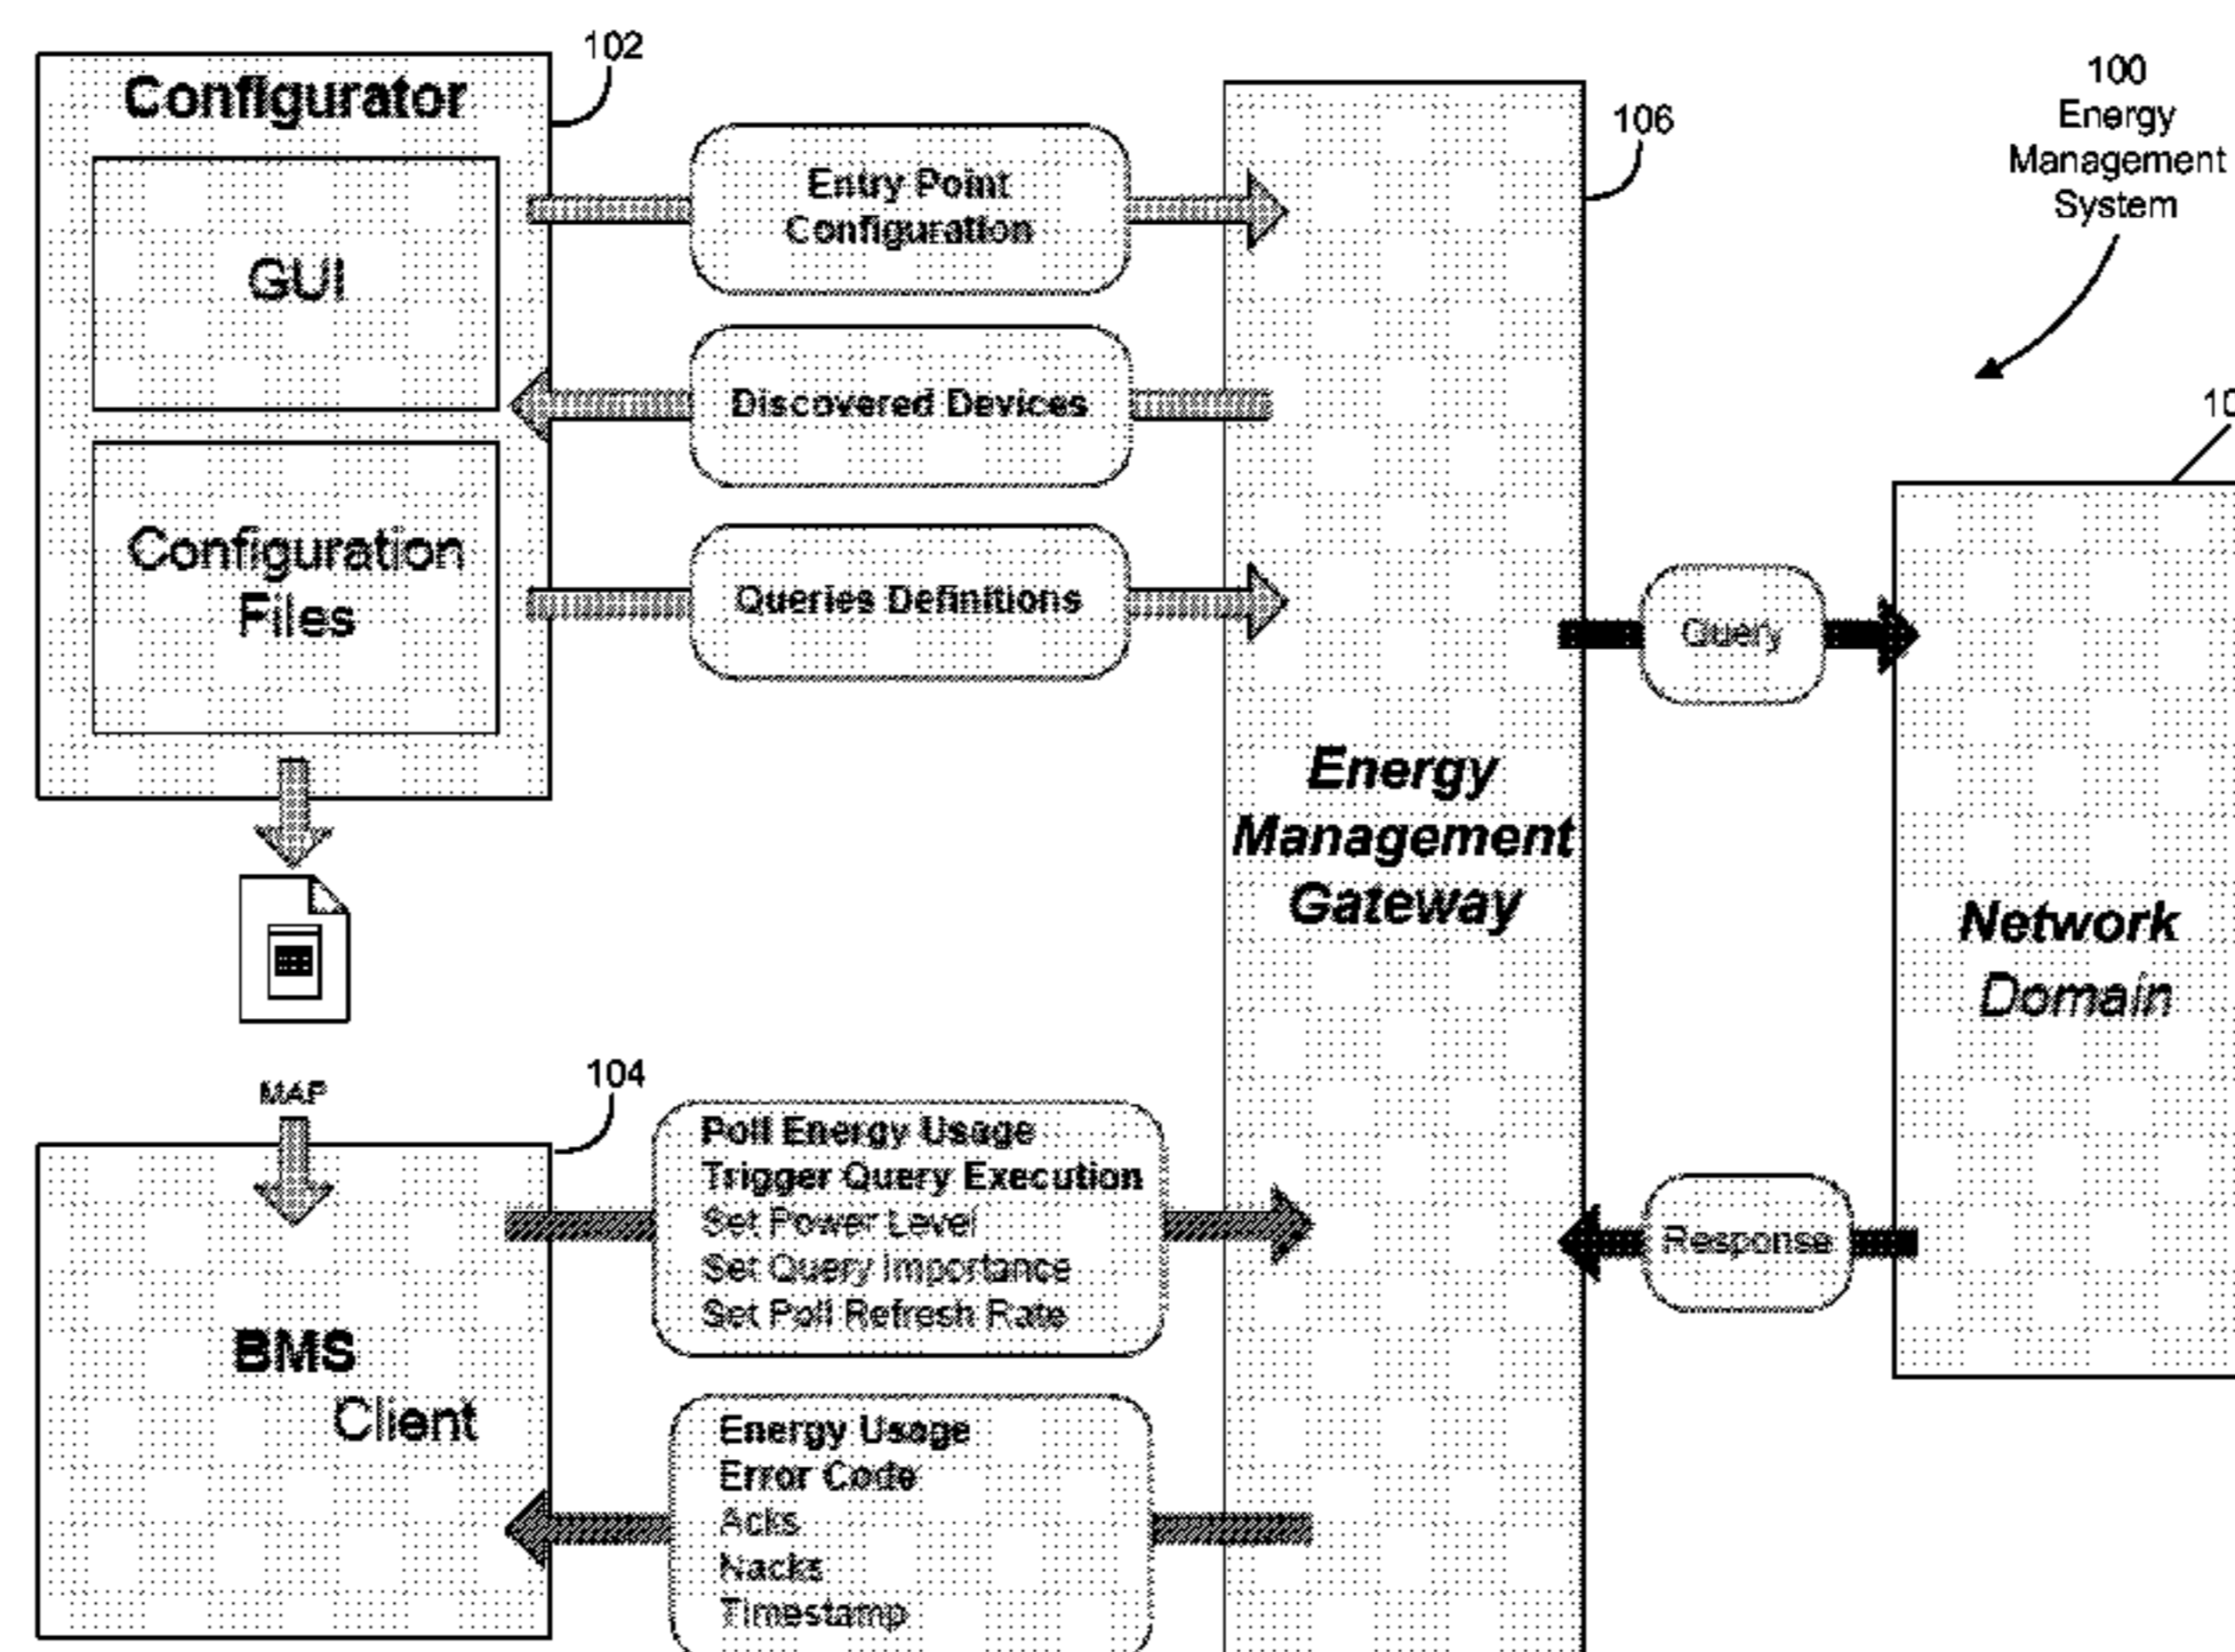 102
Configurator
GUI
Configuration
Files
Entry Point
Configuration
Discovered Devices
Queries Definitions
106
100
Energy
Management
System
Query
Energy
Management
Gateway
Network
Domain
MAP
104
BMS
Client
Poll Energy Usage
Trigger Query Execution
Set Power Level
Set Query Importance
Set Poll Refresh Rate
Response
Energy Usage
Error Code
Acks
Nacks
Timestamp